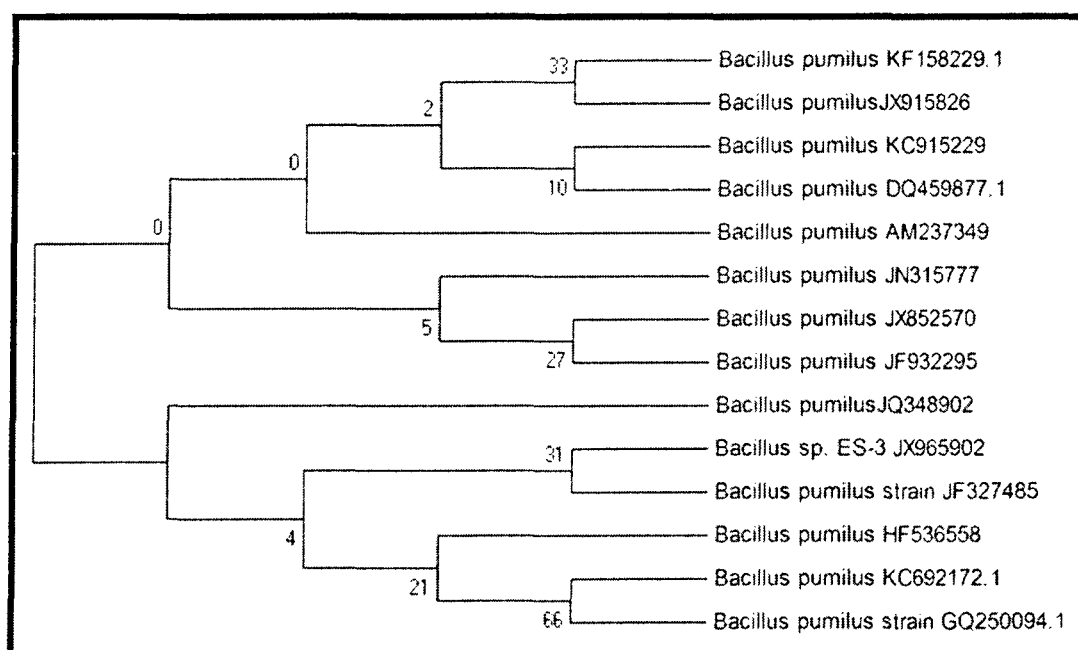 33
Bacillus pumilus KF158229.1
Bacillus pumilusJX915826
2
Bacillus pumilus KC915229
10
Bacillus pumilus DQ459877.1
0
Bacillus pumilus AM237349
0
Bacillus pumilus JN315777
5
Bacillus pumilus JX852570
27
Bacillus pumilus JF932295
Bacillus pumilusJQ348902
31
Bacillus sp. ES-3 JX965902
Bacillus pumilus strain JF327485
4
Bacillus pumilus HF536558
21
Bacillus pumilus KC692172.1
66
Bacillus pumilus strain GQ250094.1